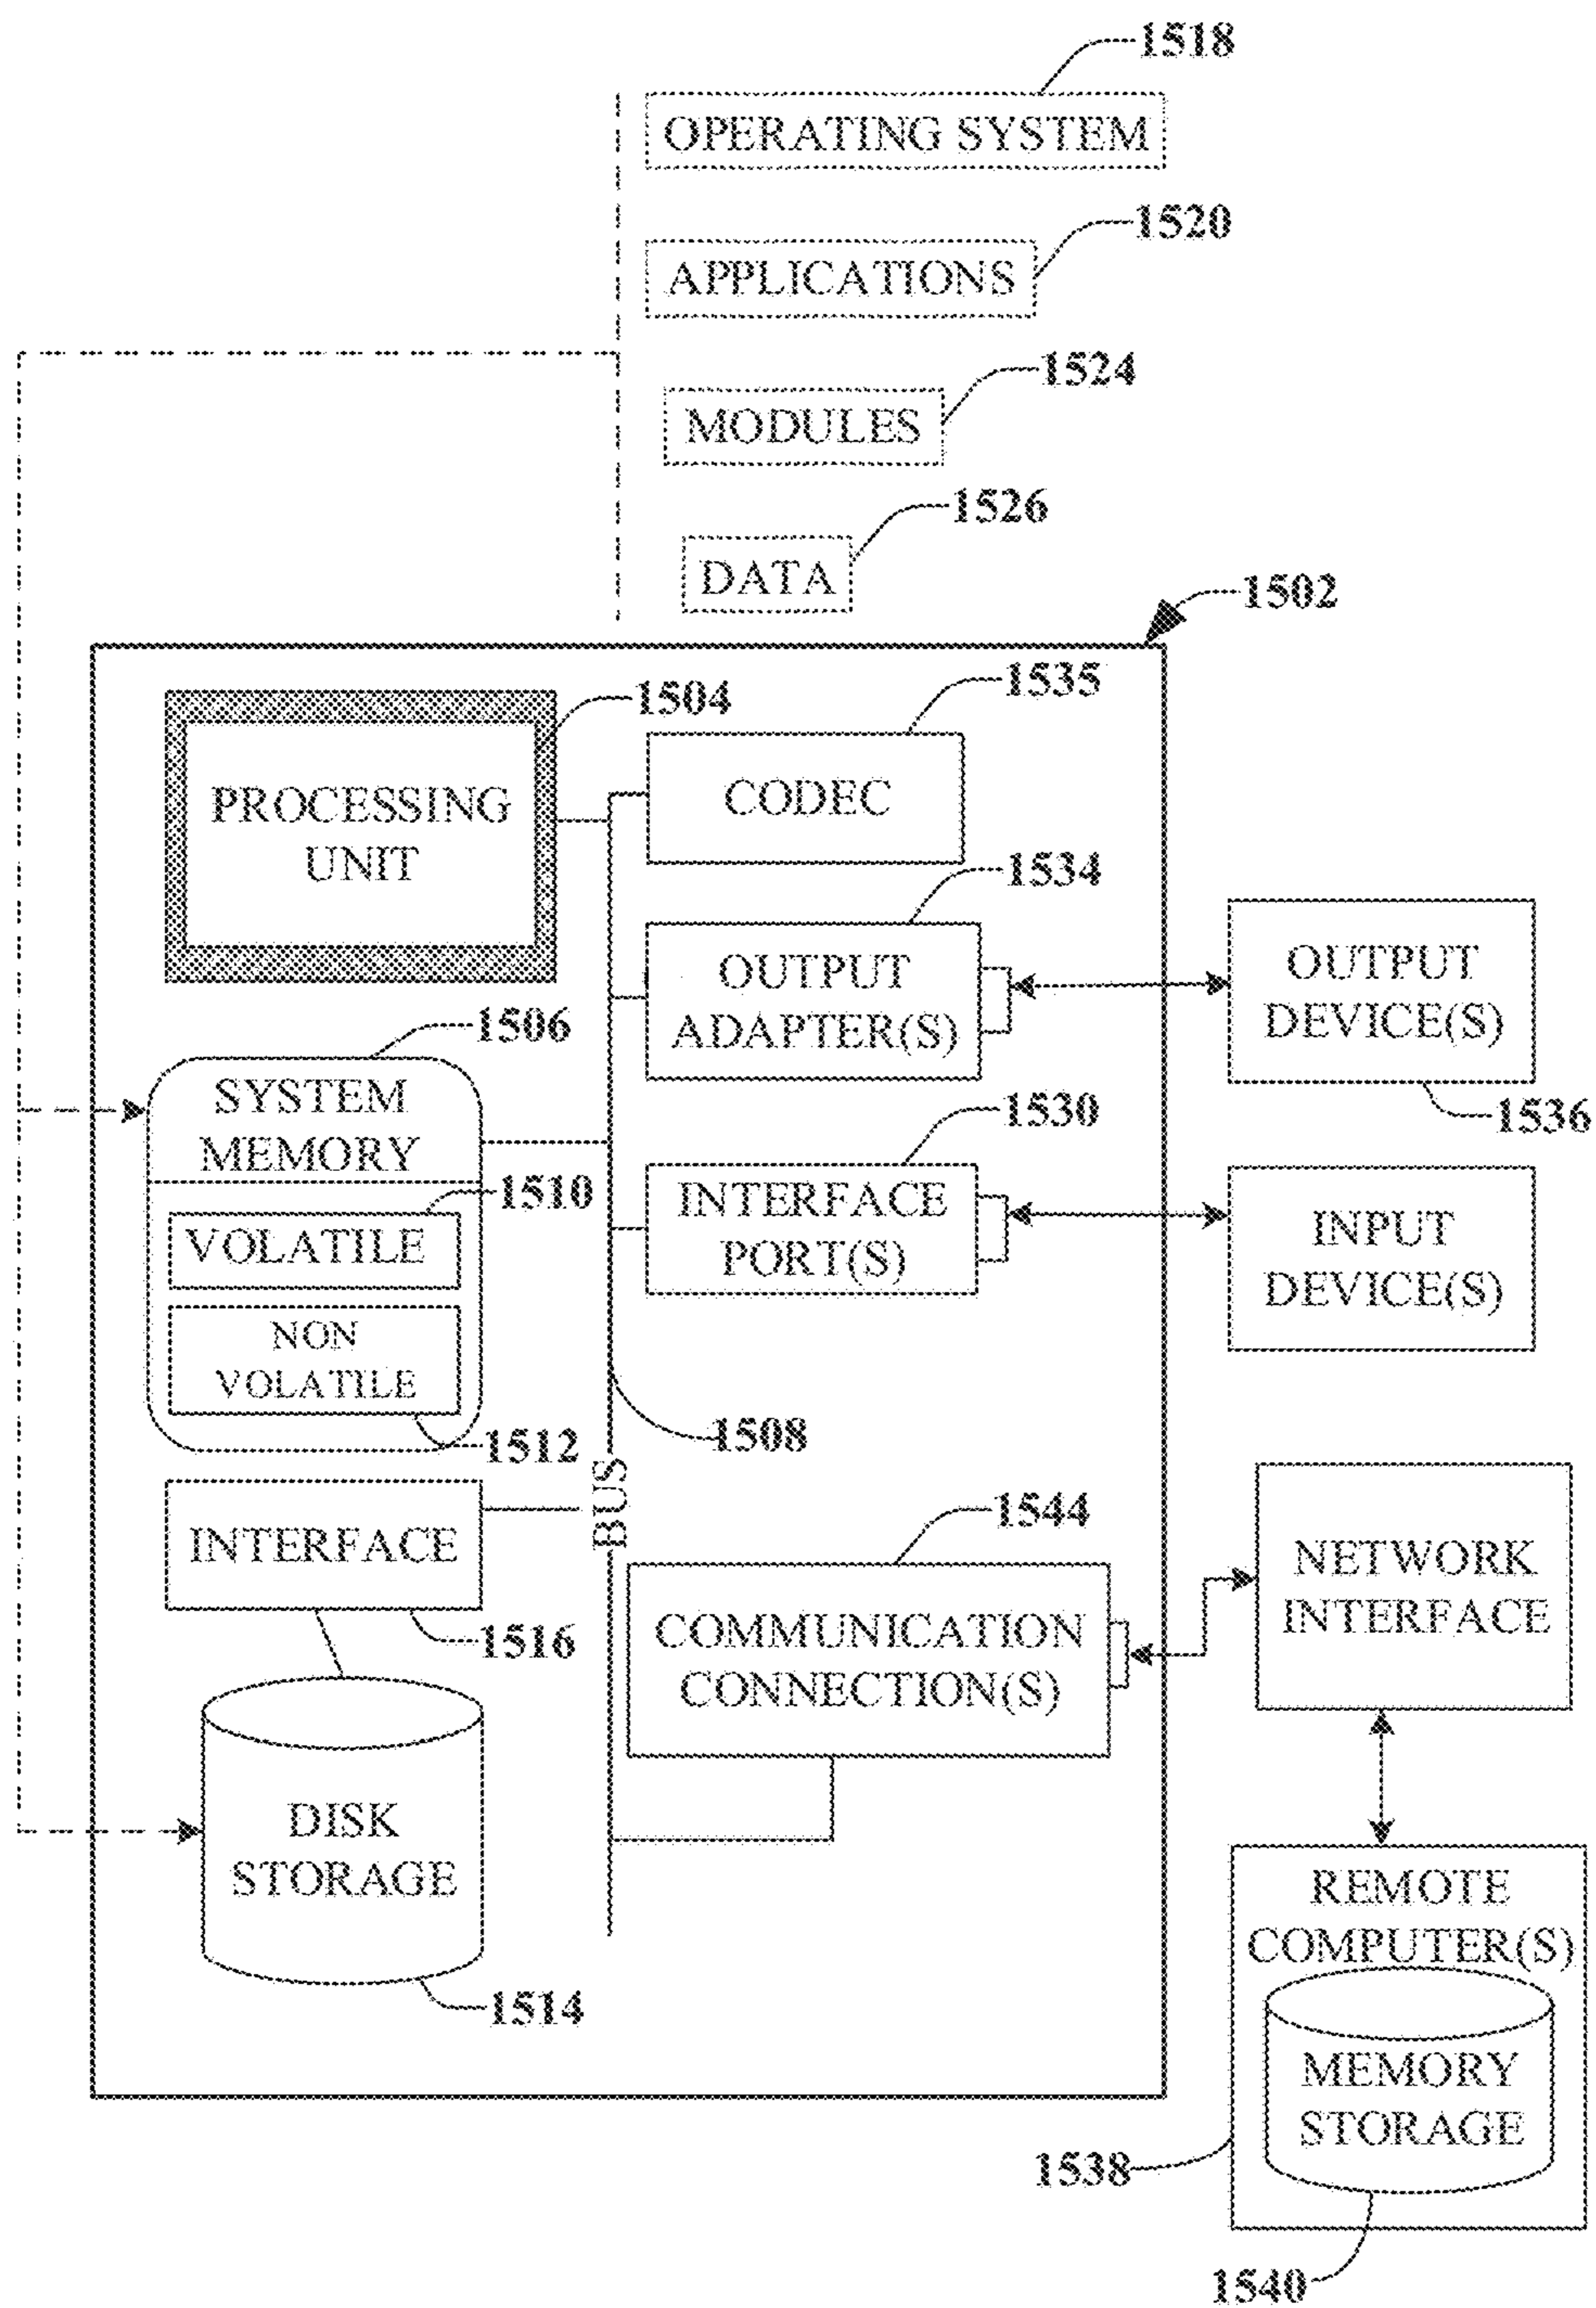 1518
OPERATING SYSTEM
1520
APPLICATIONS
1524
MODULES
1526
DATA
1502
1504
PROCESSING
UNIT
1535
CODEC
1534
OUTPUT
ADAPTER(S)
OUTPUT
DEVICE(S)
1536
1506
SYSTEM
MEMORY
1510
VOLATILE
NON
VOLATILE
1512
1530
INTERFACE
PORT(S)
INPUT
DEVICE(S)
1508
BUS
INTERFACE
1516
1544
COMMUNICATION
CONNECTION(S)
NETWORK
INTERFACE
DISK
STORAGE
1514
REMOTE
COMPUTER(S)
MEMORY
STORAGE
1538
1540